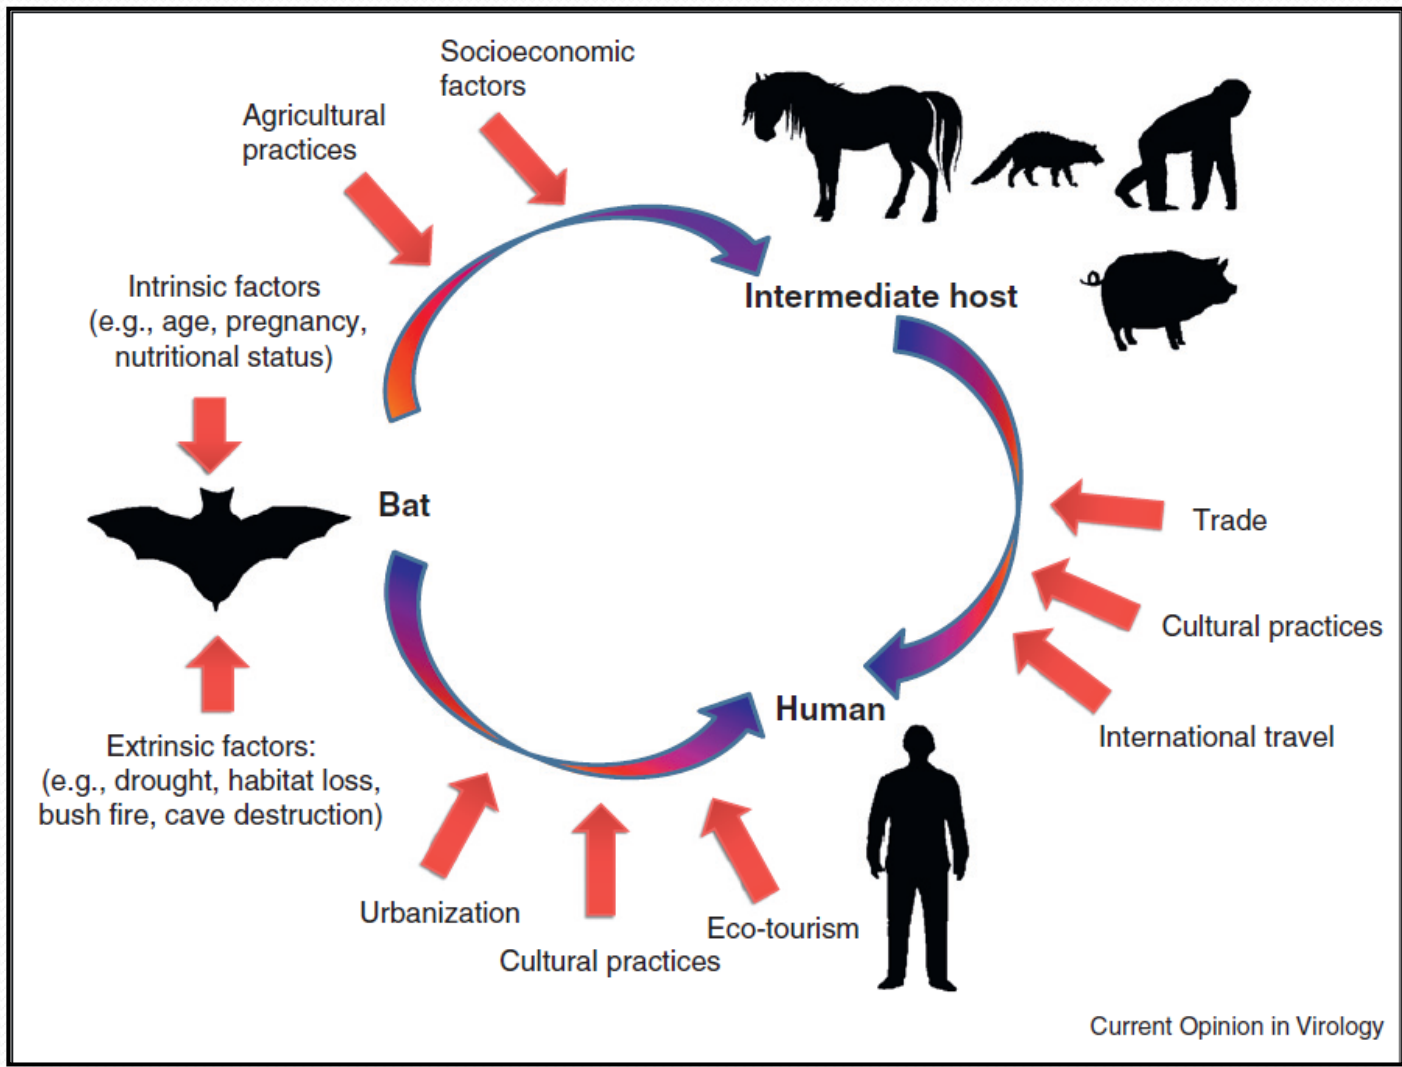 Socioeconomic
factors
Agricultural
practices
Intrinsic factors
(e.g., age, pregnancy,
nutritional status)
Intermediate host
Bat
Trade
Cultural practices
International travel
Human
Extrinsic factors:
(e.g., drought, habitat loss,
bush fire, cave destruction)
Urbanization
Cultural practices
Eco-tourism
Current Opinion in Virology